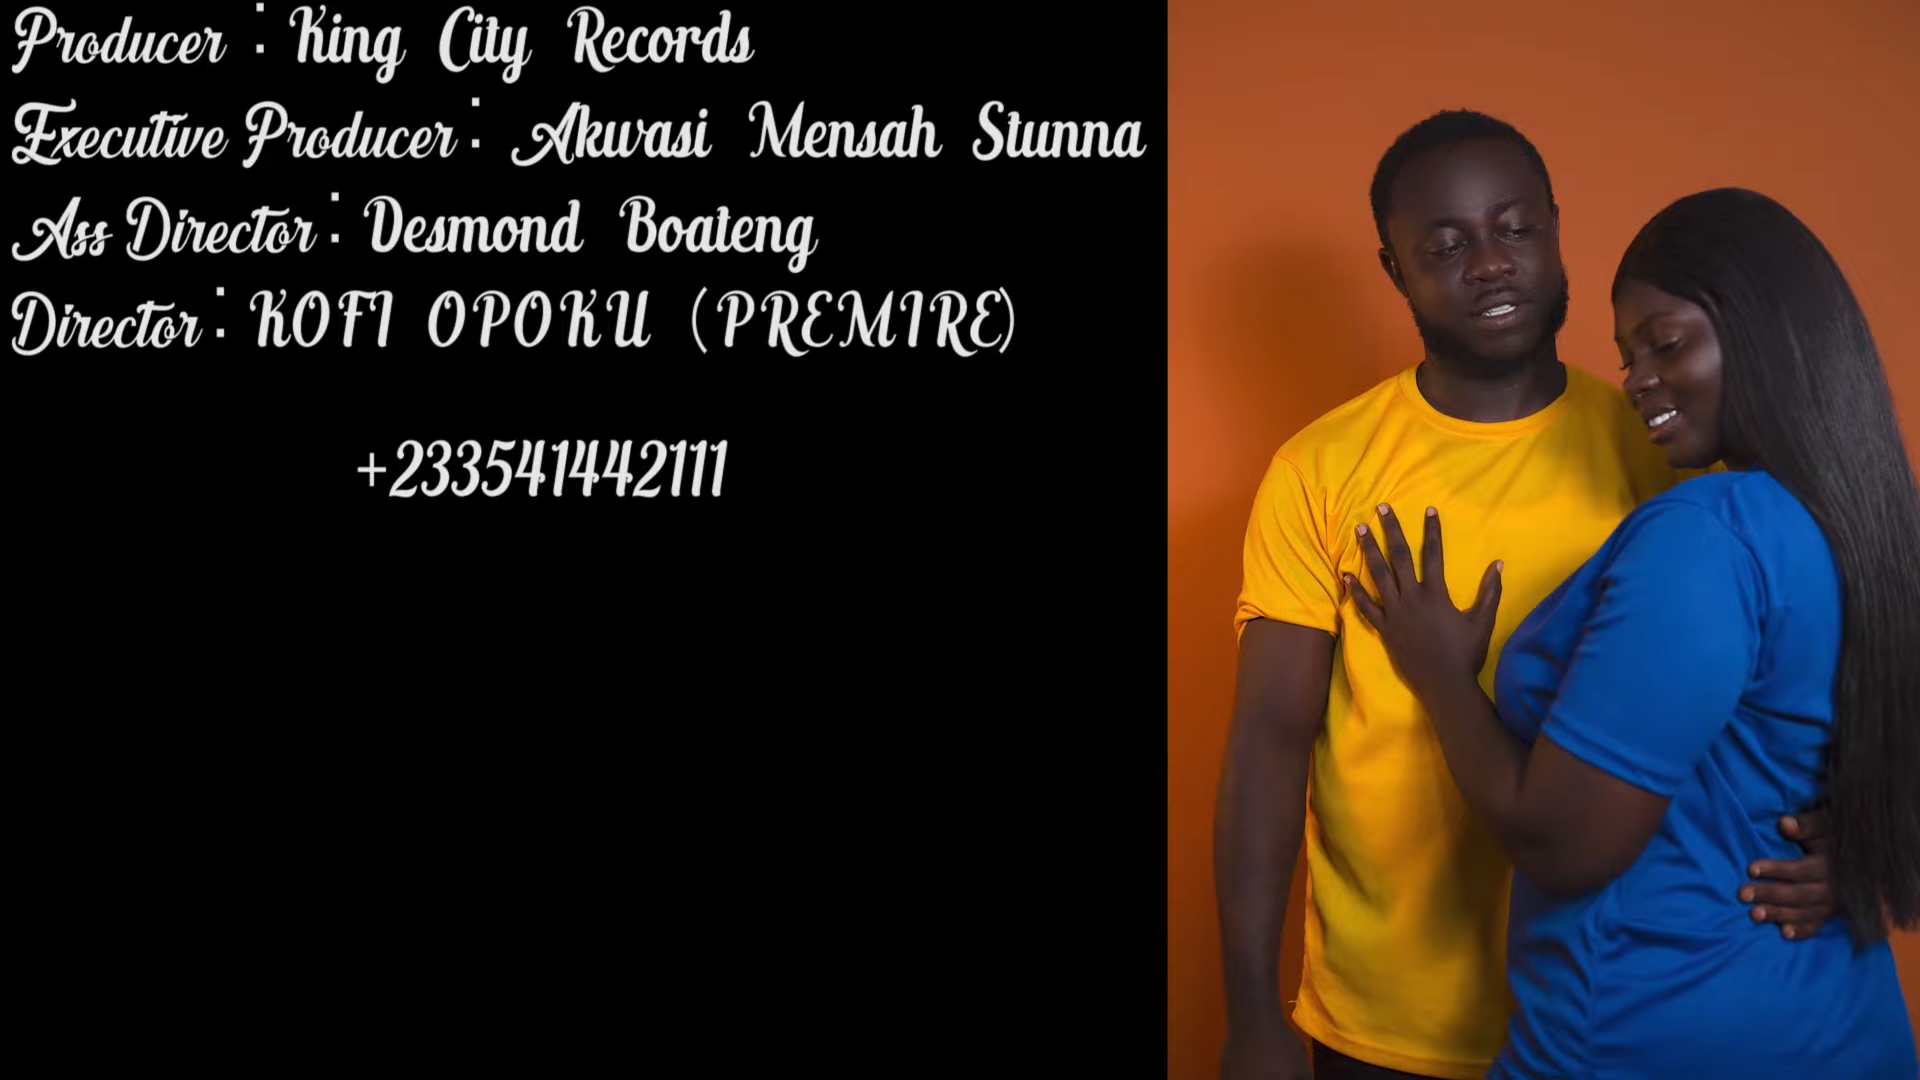 Producer : King City Records
Executive Producer : Akwasi Mensah Stunna
Ass Director : Desmond Boateng
Director : KOFI OPOKU (PREMIRE)
+233541442111